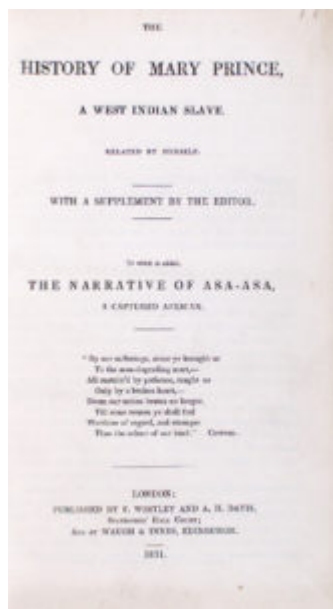 THE
HISTORY OF MARY PRINCE,
A WEST INDIAN SLAVE.
RELATED BY HERSELF.
WITH A SUPPLEMENT BY THE EDITOR.
To which is added,
THE NARRATIVE OF ASA-ASA,
A CAPTURED AFRICAN.
"By our sufferings, since ye brought us
To the man-degrading mart,—
All sustain'd by patience, taught us
Only by a broken heart,—
Deem our nation brutes no longer,
Till some reason ye shall find
Worthier of regard, and stronger
Than the colour of our kind." COWPER.
LONDON:
PUBLISHED BY F. WESTLEY AND A. H. DAVIS,
STATIONERS' HALL COURT;
AND BY WAUGH & INNES, EDINBURGH.
1831.